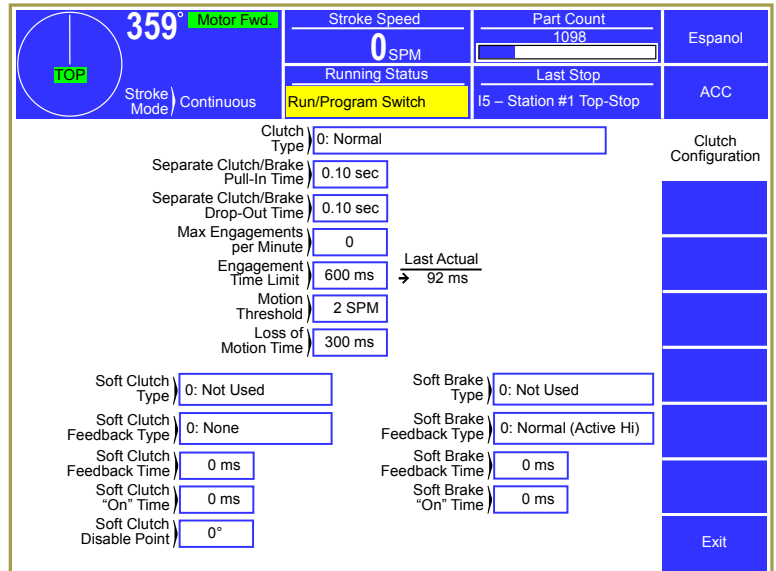 359° Motor Fwd.
TOP
Stroke
Mode Continuous
Stroke Speed
0 SPM
Part Count
1098
Running Status
Run/Program Switch
Last Stop
I5 – Station #1 Top-Stop
Espanol
ACC
Clutch
Configuration
Exit
Clutch
Type 0: Normal
Separate Clutch/Brake
Pull-In Time 0.10 sec
Separate Clutch/Brake
Drop-Out Time 0.10 sec
Max Engagements
per Minute 0
Engagement
Time Limit 600 ms
Last Actual
→ 92 ms
Motion
Threshold 2 SPM
Loss of
Motion Time 300 ms
Soft Clutch
Type 0: Not Used
Soft Clutch
Feedback Type 0: None
Soft Clutch
Feedback Time 0 ms
Soft Clutch
“On” Time 0 ms
Soft Clutch
Disable Point 0°
Soft Brake
Type 0: Not Used
Soft Brake
Feedback Type 0: Normal (Active Hi)
Soft Brake
Feedback Time 0 ms
Soft Brake
“On” Time 0 ms